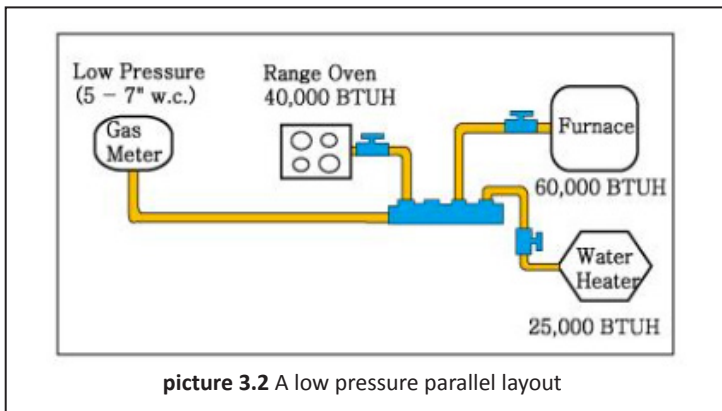 Low Pressure
(5 – 7" w.c.)
Gas
Meter
Range Oven
40,000 BTUH
Furnace
60,000 BTUH
Water
Heater
25,000 BTUH
picture 3.2 A low pressure parallel layout